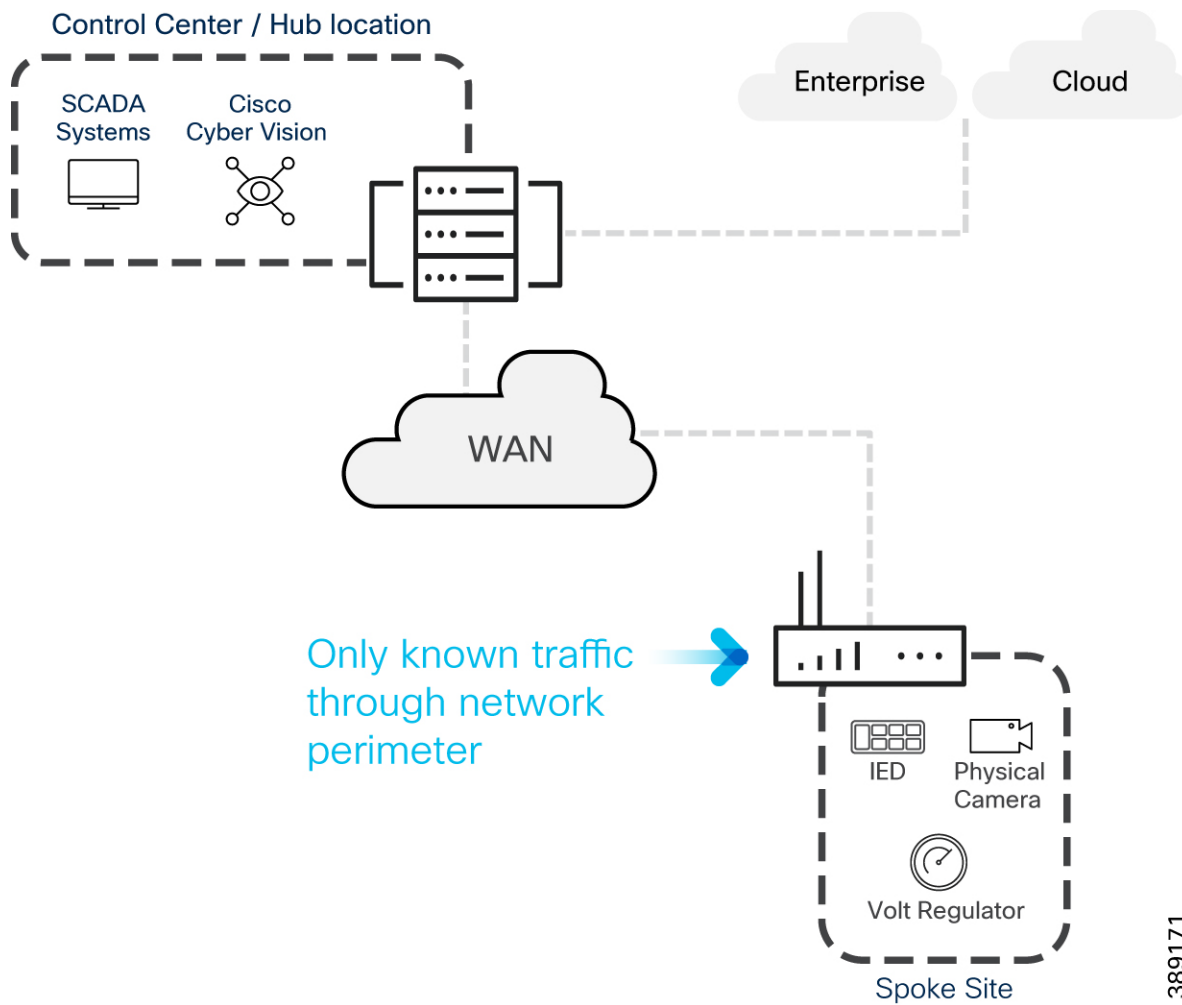 Control Center / Hub location
SCADA
Systems
Cisco
Cyber Vision
Enterprise
Cloud
WAN
Only known traffic
through network
perimeter
IED
Physical
Camera
Volt Regulator
Spoke Site
389171